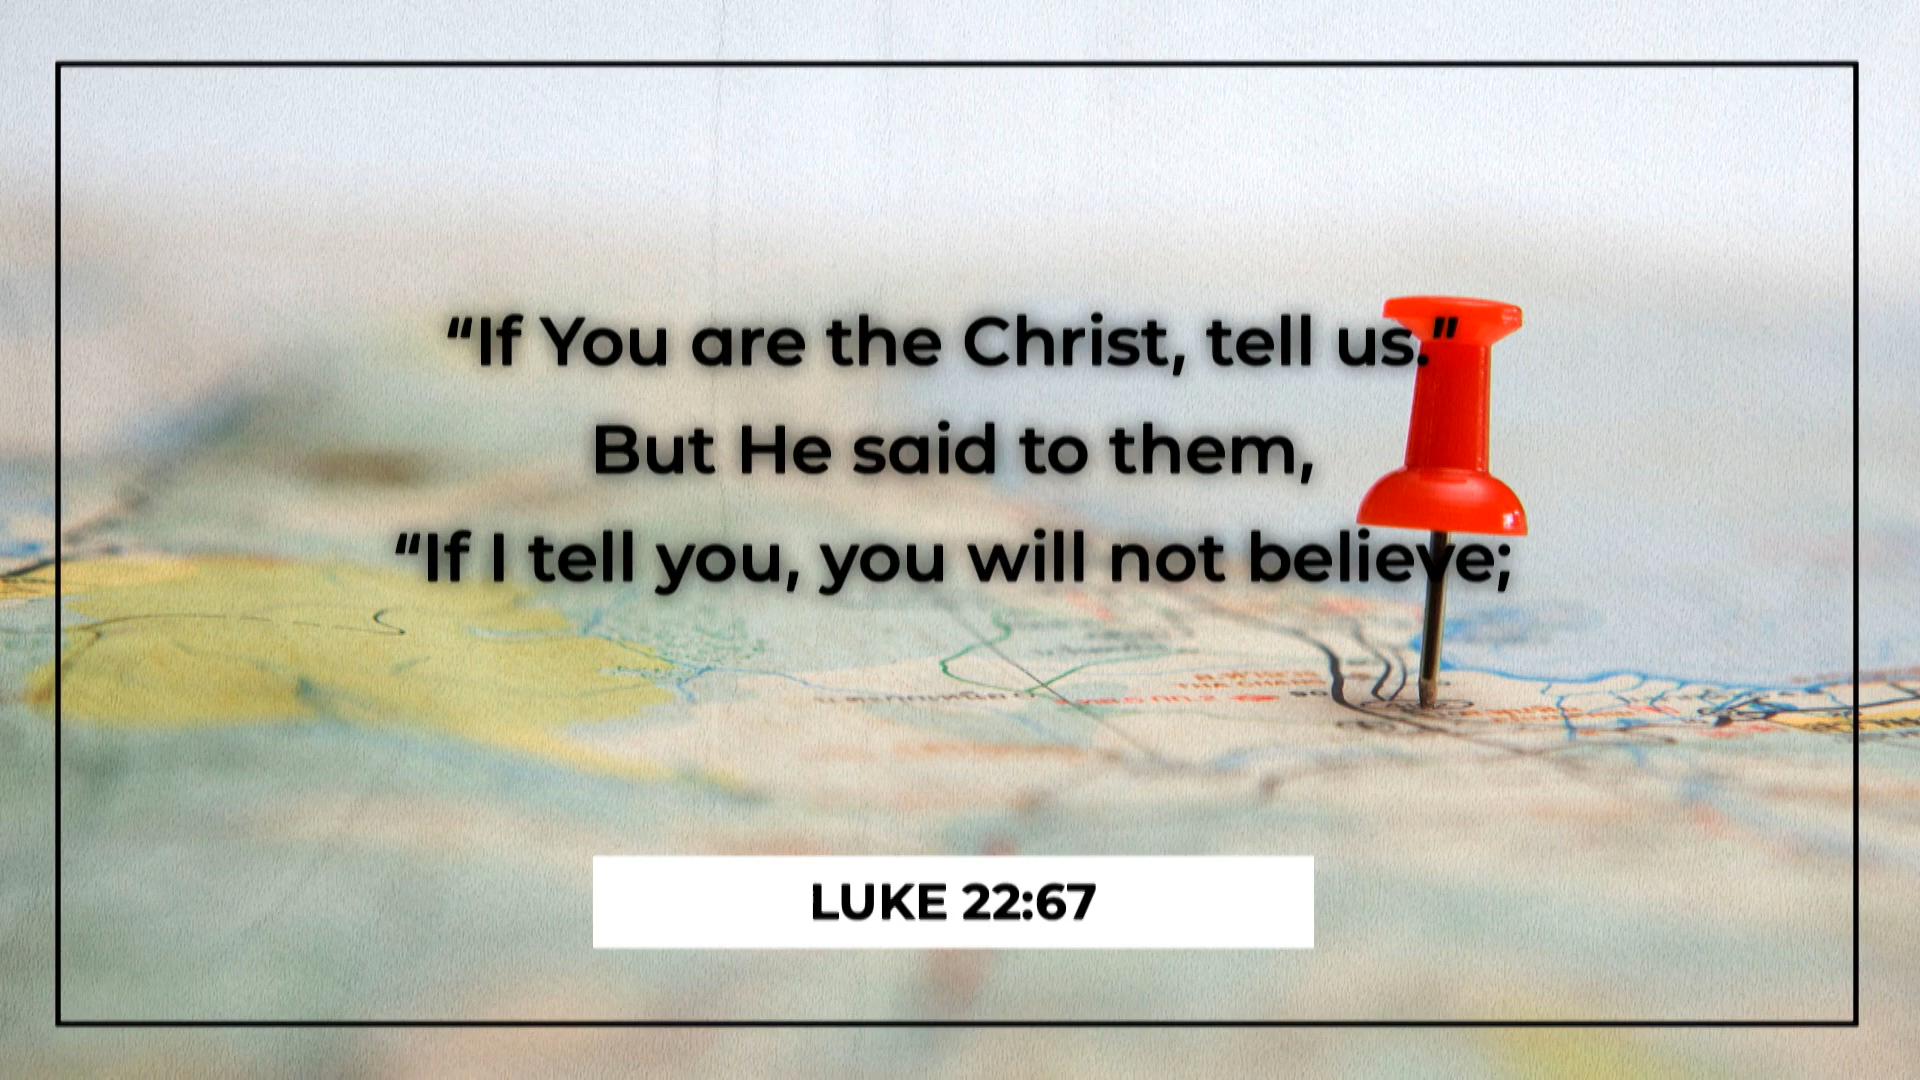 “If You are the Christ, tell us.”
But He said to them,
“If I tell you, you will not believe;
LUKE 22:67